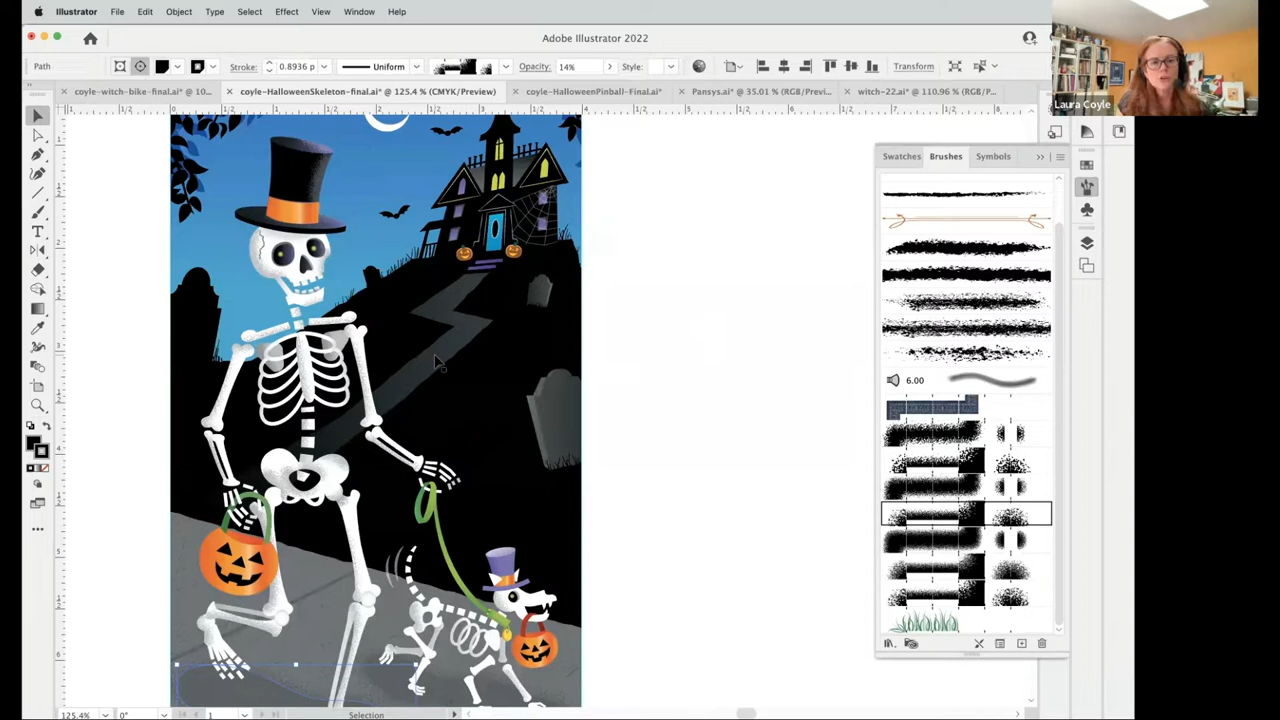 Illustrator File Edit Object Type Select Effect View Window Help
Adobe Illustrator 2022
Path Stroke: 0.8936 p Uniform Opacity: 14% Style: Transform
coyle-witch-bike-final.ai* @ 10... coyle-HalloweenSkeleton-final.ai* @ 125.4 % (CMYK/Preview) coyle-HalloweenPinball-Final.ai* Pansys.ai* @ 35.01 % (RGB/Previ... witch-22.ai* @ 110.96 % (RGB/P...
Laura Coyle
Swatches Brushes Symbols
6.00
125.4% 0° 1 Selection